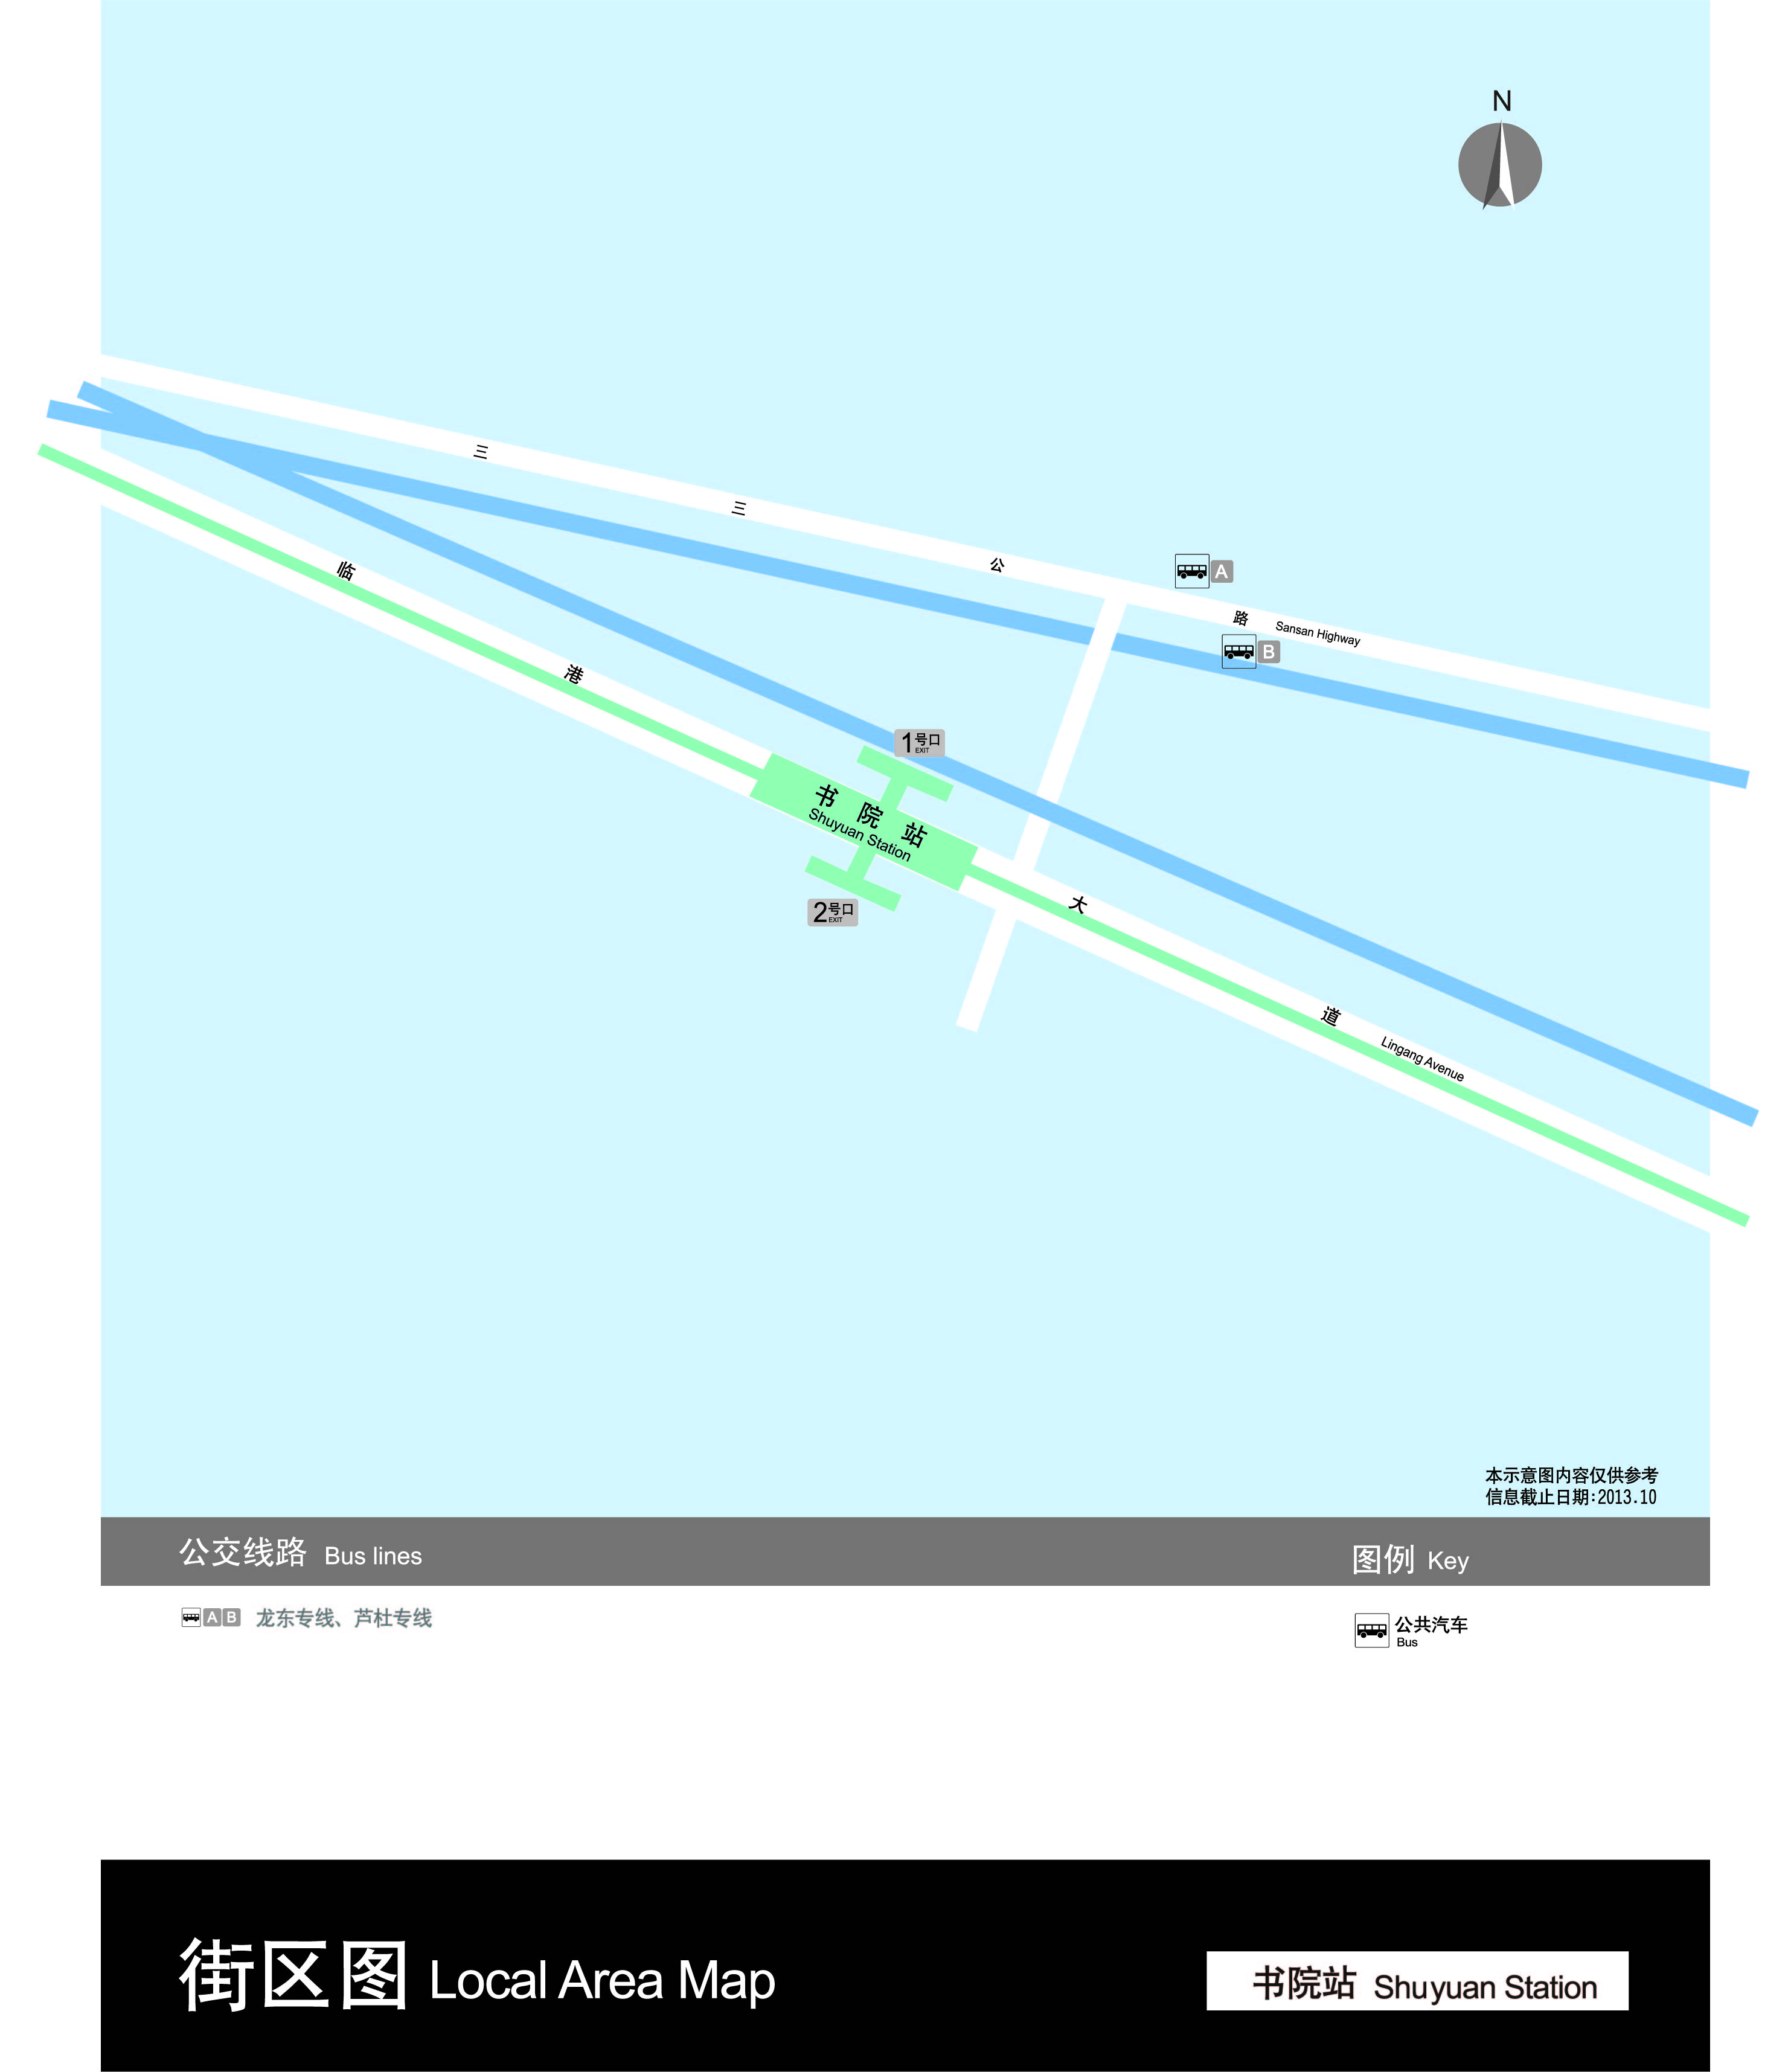 N
三 三 公 路 Sansan Highway
A
B
临 港 大 道 Lingang Avenue
1号口
EXIT
书 院 站
Shuyuan Station
2号口
EXIT
本示意图内容仅供参考
信息截止日期:2013.10
公交线路 Bus lines
图例 Key
A B 龙东专线、芦杜专线
公共汽车
Bus
街区图 Local Area Map
书院站 Shuyuan Station